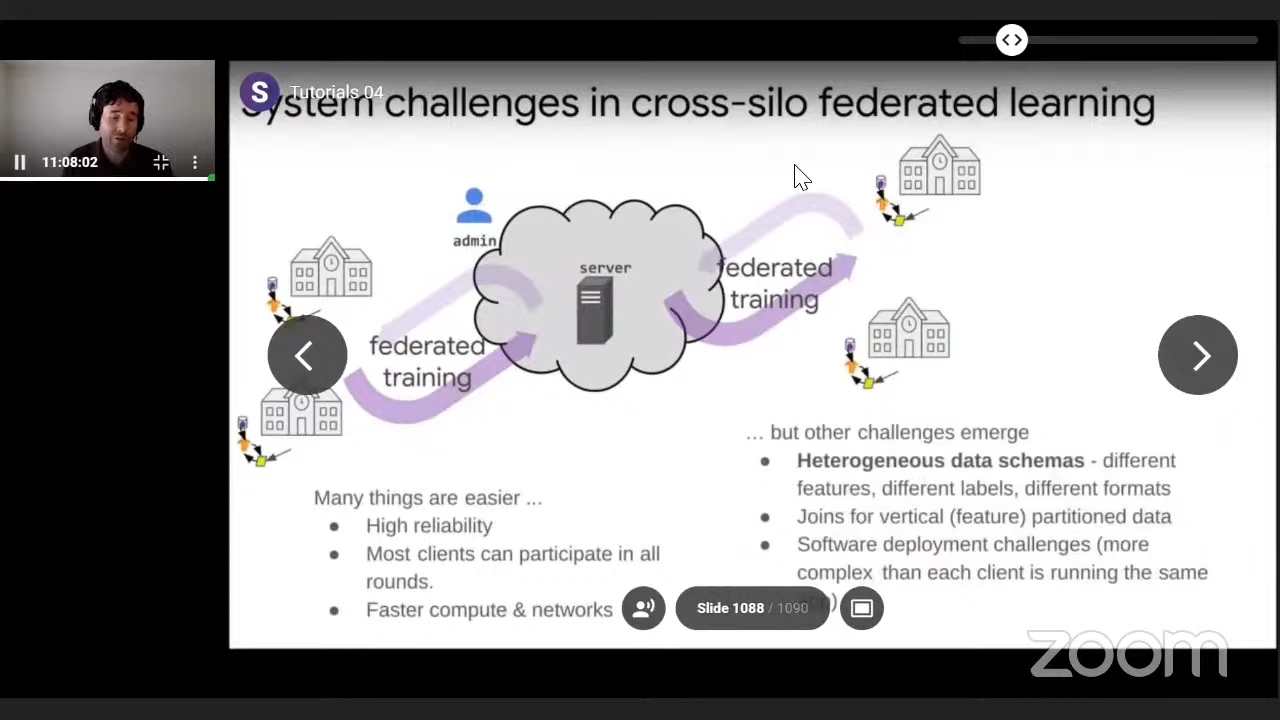 S Tutorials 04
System challenges in cross-silo federated learning
11:08:02
admin
server
federated
training
federated
training
Many things are easier ...
● High reliability
● Most clients can participate in all
rounds.
● Faster compute & networks
... but other challenges emerge
● Heterogeneous data schemas - different
features, different labels, different formats
● Joins for vertical (feature) partitioned data
● Software deployment challenges (more
complex than each client is running the same
Slide 1088 / 1090
zoom